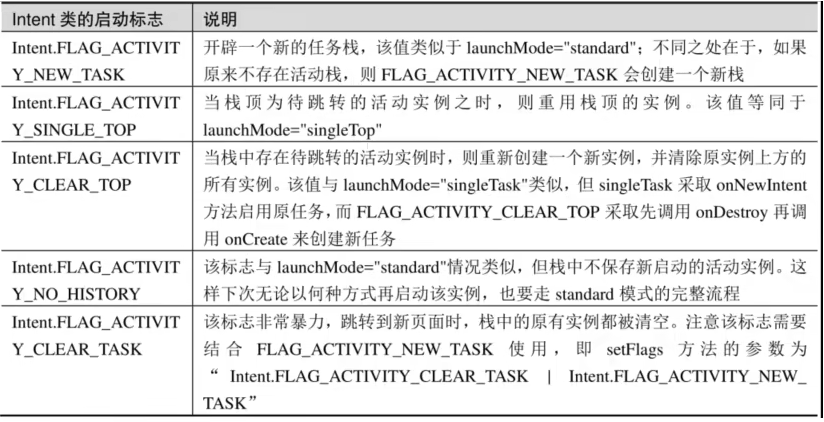 Intent 类的启动标志 说明
Intent.FLAG_ACTIVIT 开辟一个新的任务栈，该值类似于 launchMode="standard"；不同之处在于，如果
Y_NEW_TASK 原来不存在活动栈，则 FLAG_ACTIVITY_NEW_TASK 会创建一个新栈
Intent.FLAG_ACTIVIT 当栈顶为待跳转的活动实例之时，则重用栈顶的实例。该值等同于
Y_SINGLE_TOP launchMode="singleTop"
Intent.FLAG_ACTIVIT 当栈中存在待跳转的活动实例时，则重新创建一个新实例，并清除原实例上方的
Y_CLEAR_TOP 所有实例。该值与 launchMode="singleTask"类似，但 singleTask 采取 onNewIntent
方法启用原任务，而 FLAG_ACTIVITY_CLEAR_TOP 采取先调用 onDestroy 再调
用 onCreate 来创建新任务
Intent.FLAG_ACTIVIT 该标志与 launchMode="standard"情况类似，但栈中不保存新启动的活动实例。这
Y_NO_HISTORY 样下次无论以何种方式再启动该实例，也要走 standard 模式的完整流程
Intent.FLAG_ACTIVIT 该标志非常暴力，跳转到新页面时，栈中的原有实例都被清空。注意该标志需要
Y_CLEAR_TASK 结合 FLAG_ACTIVITY_NEW_TASK 使用，即 setFlags 方法的参数为
“ Intent.FLAG_ACTIVITY_CLEAR_TASK | Intent.FLAG_ACTIVITY_NEW_
TASK”